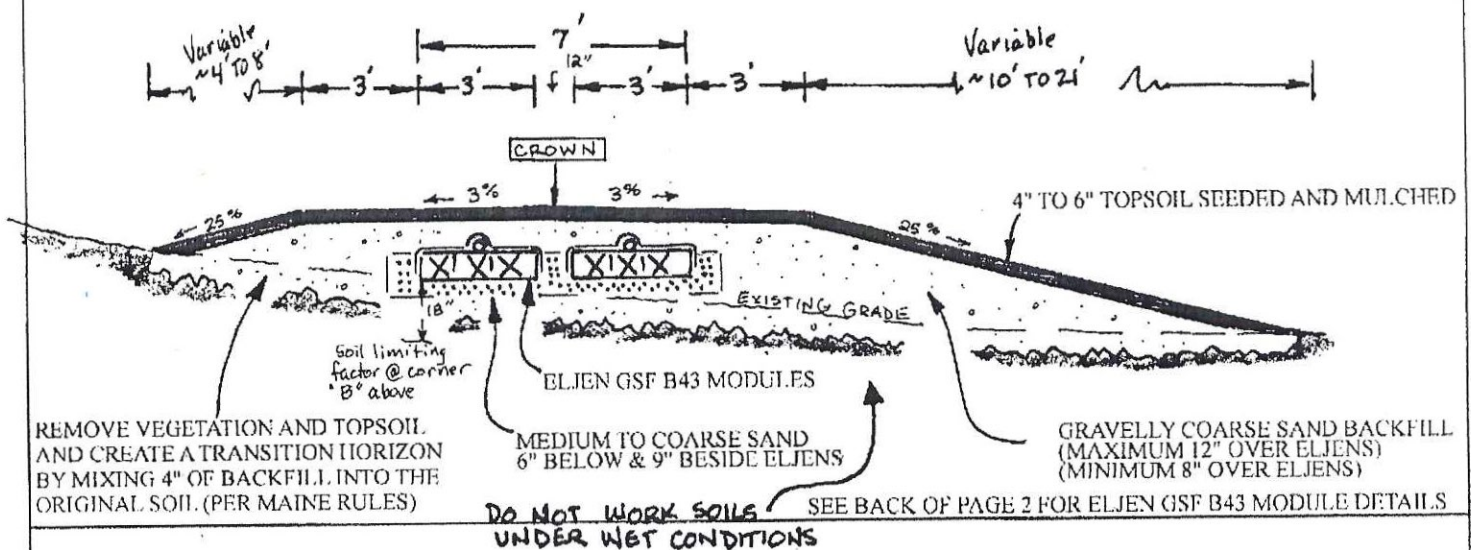 7'
Variable
~4' TO 8'
12"
Variable
~10' TO 21'
3'
3'
3'
3'
CROWN
3%
3%
25%
25%
4" TO 6" TOPSOIL SEEDED AND MULCHED
EXISTING GRADE
18"
Soil limiting
factor @ corner
"B" above
ELJEN GSF B43 MODULES
REMOVE VEGETATION AND TOPSOIL
AND CREATE A TRANSITION HORIZON
BY MIXING 4" OF BACKFILL INTO THE
ORIGINAL SOIL (PER MAINE RULES)
MEDIUM TO COARSE SAND
6" BELOW & 9" BESIDE ELJENS
GRAVELLY COARSE SAND BACKFILL
(MAXIMUM 12" OVER ELJENS)
(MINIMUM 8" OVER ELJENS)
DO NOT WORK SOILS
UNDER WET CONDITIONS
SEE BACK OF PAGE 2 FOR ELJEN GSF B43 MODULE DETAILS